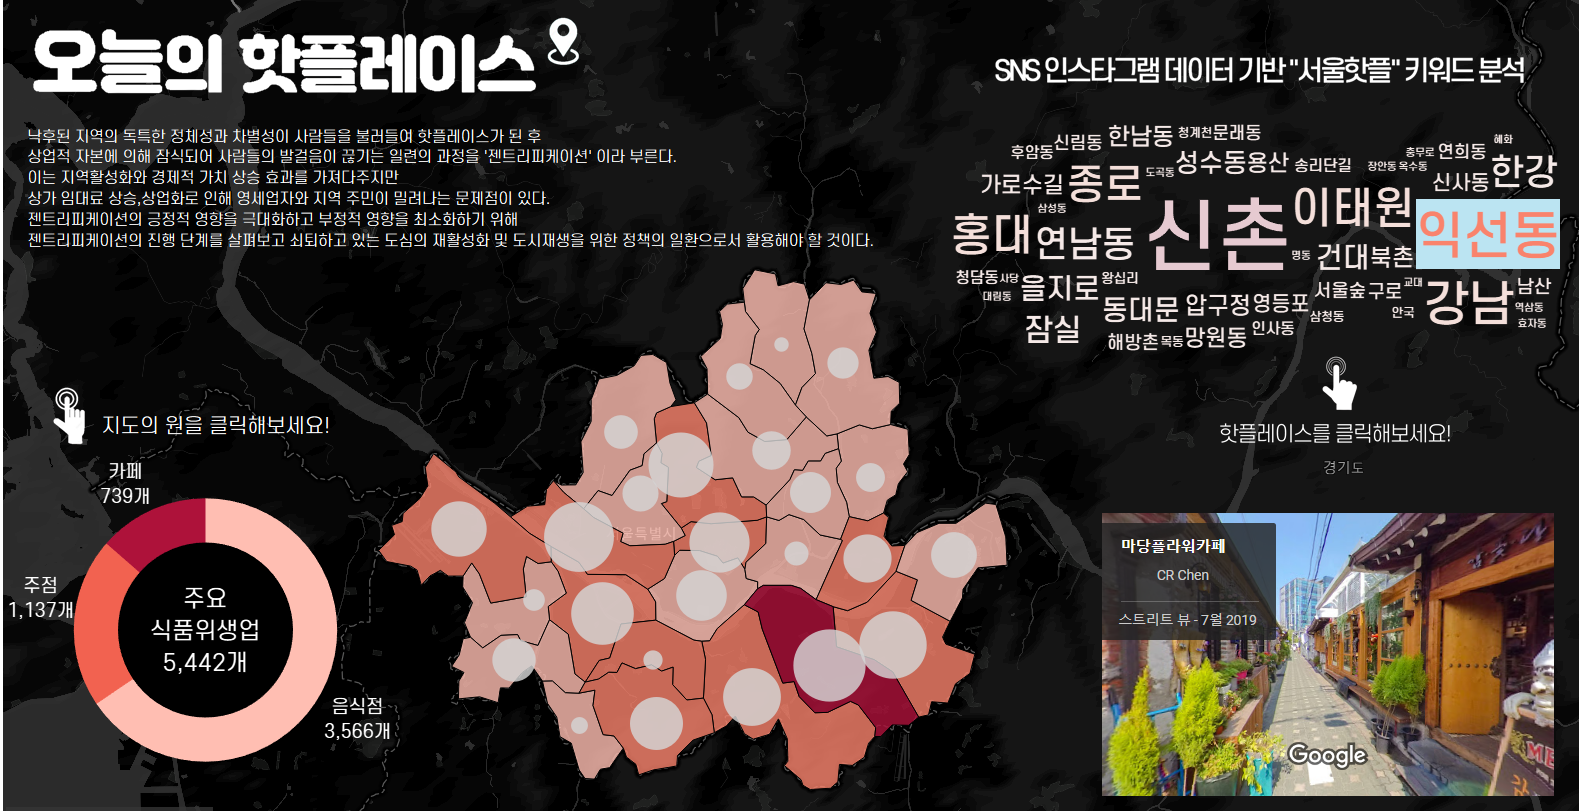 오늘의 핫플레이스
낙후된 지역의 독특한 정체성과 차별성이 사람들을 불러들여 핫플레이스가 된 후
상업적 자본에 의해 잠식되어 사람들의 발걸음이 끊기는 일련의 과정을 '젠트리피케이션' 이라 부른다.
이는 지역활성화와 경제적 가치 상승 효과를 가져다주지만
상가 임대료 상승,상업화로 인해 영세업자와 지역 주민이 밀려나는 문제점이 있다.
젠트리피케이션의 긍정적 영향을 극대화하고 부정적 영향을 최소화하기 위해
젠트리피케이션의 진행 단계를 살펴보고 쇠퇴하고 있는 도심의 재활성화 및 도시재생을 위한 정책의 일환으로서 활용해야 할 것이다.
SNS 인스타그램 데이터 기반 "서울핫플" 키워드 분석
후암동 신림동 한남동 청계천 문래동 혜화
가로수길 종로 도곡동 성수동 용산 송리단길 장안동 옥수동 충무로 연희동 신사동 한강
홍대 삼성동 연남동 신촌 이태원 익선동
명동 건대 북촌
청담동 사당 대림동 을지로 왕십리 서울숲 구로 교대 강남 남산
잠실 동대문 압구정 영등포 삼청동 안국 역삼동 효자동
해방촌 목동 망원동 인사동
지도의 원을 클릭해보세요!
핫플레이스를 클릭해보세요!
경기도
카페
739개
주점
1,137개
주요
식품위생업
5,442개
음식점
3,566개
마당플라워카페
CR Chen
스트리트 뷰 - 7월 2019
Google